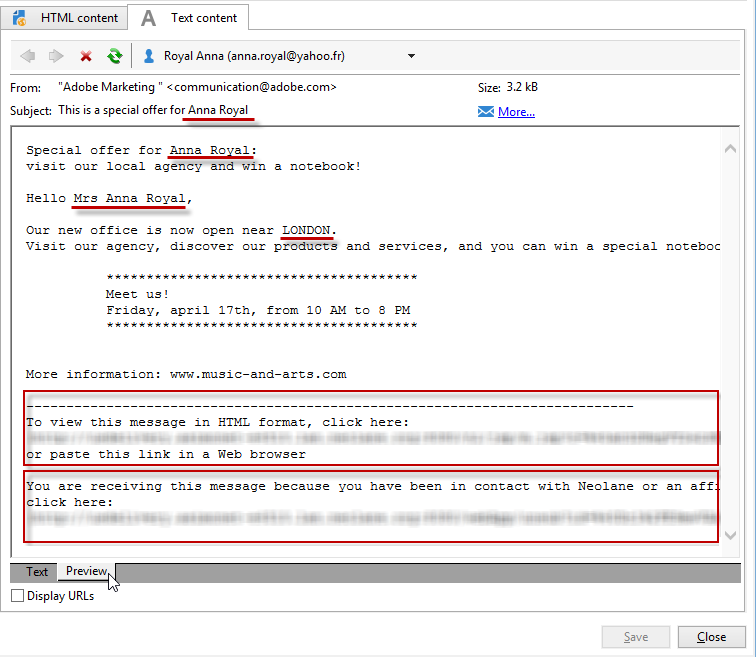 HTML content
A Text content
Royal Anna (anna.royal@yahoo.fr)
From: "Adobe Marketing " <communication@adobe.com>
Size: 3.2 kB
Subject: This is a special offer for Anna Royal
More...
Special offer for Anna Royal:
visit our local agency and win a notebook!
Hello Mrs Anna Royal,
Our new office is now open near LONDON.
Visit our agency, discover our products and services, and you can win a special noteboo
***************************************
Meet us!
Friday, april 17th, from 10 AM to 8 PM
***************************************
More information: www.music-and-arts.com
----------------------------------------------------------------------------
To view this message in HTML format, click here:
or paste this link in a Web browser
You are receiving this message because you have been in contact with Neolane or an affi
click here:
Text
Preview
Display URLs
Save
Close